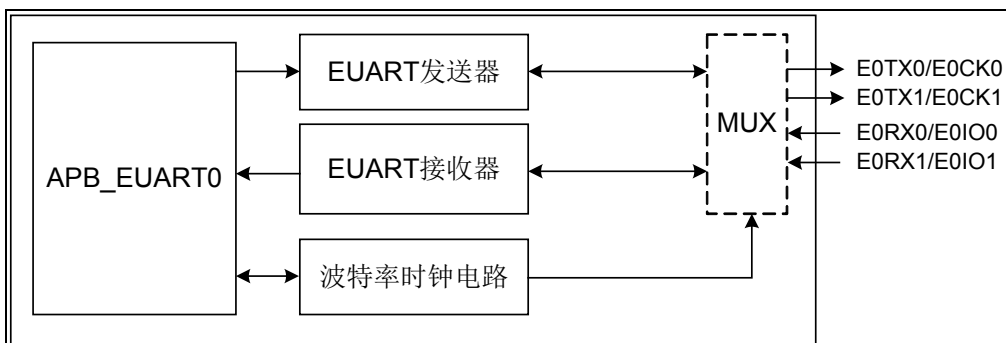 APB_EUART0
EUART发送器
EUART接收器
波特率时钟电路
MUX
E0TX0/E0CK0
E0TX1/E0CK1
E0RX0/E0IO0
E0RX1/E0IO1